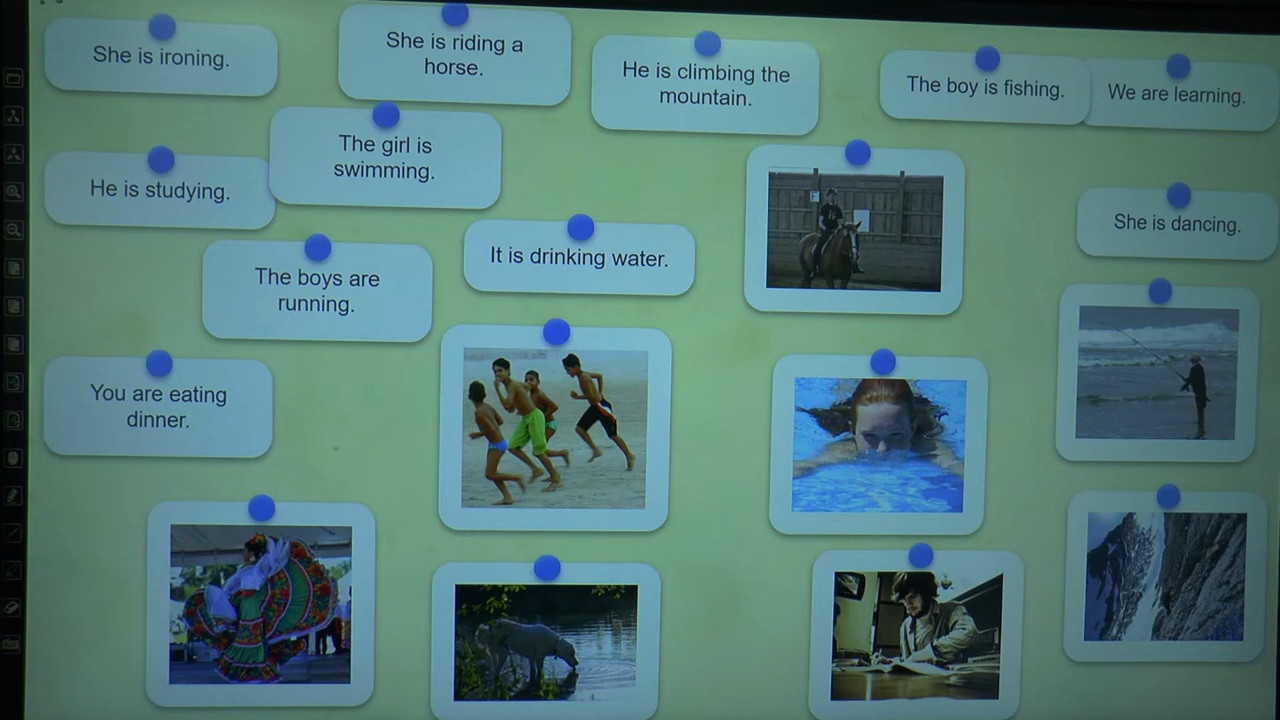 She is ironing.
She is riding a
horse.
He is climbing the
mountain.
The boy is fishing.
We are learning.
The girl is
swimming.
He is studying.
She is dancing.
The boys are
running.
It is drinking water.
You are eating
dinner.